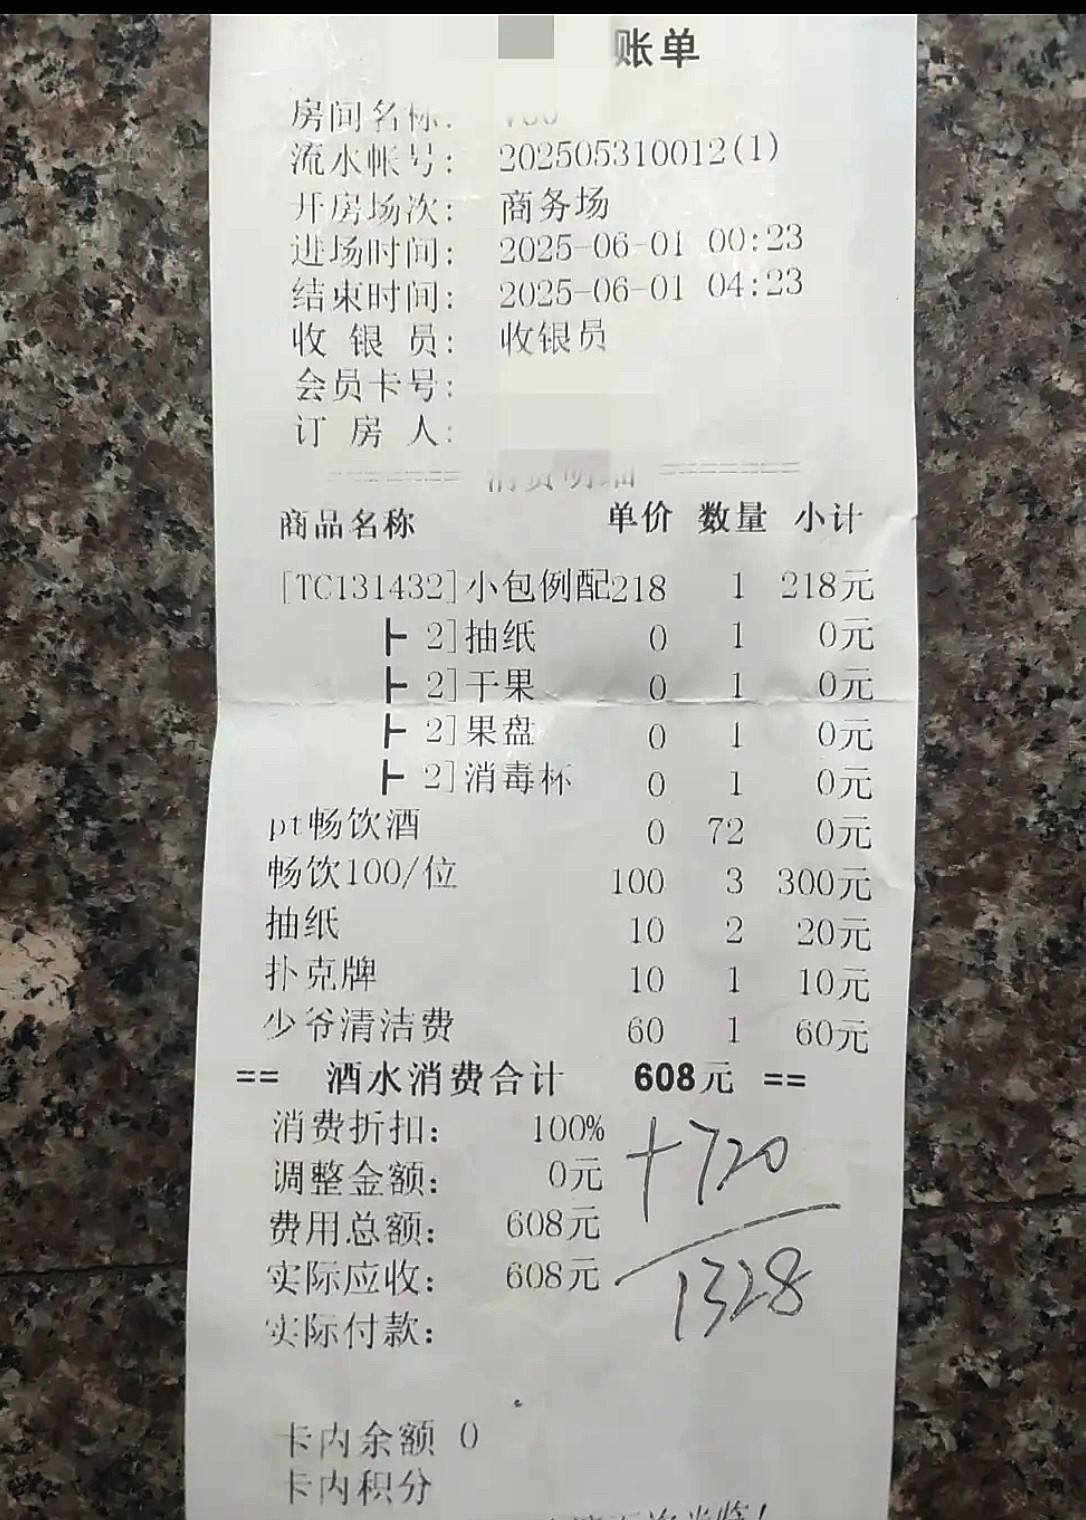 账单
房间名称:
流水帐号: 202505310012(1)
开房场次: 商务场
进场时间: 2025-06-01 00:23
结束时间: 2025-06-01 04:23
收 银 员: 收银员
会员卡号:
订 房 人:
========消费明细========
商品名称 单价 数量 小计
[TC131432]小包例配218 1 218元
┣ 2]抽纸 0 1 0元
┣ 2]干果 0 1 0元
┣ 2]果盘 0 1 0元
┣ 2]消毒杯 0 1 0元
pt畅饮酒 0 72 0元
畅饮100/位 100 3 300元
抽纸 10 2 20元
扑克牌 10 1 10元
少爷清洁费 60 1 60元
== 酒水消费合计 608元 ==
消费折扣: 100%
+720
调整金额: 0元
费用总额: 608元
实际应收: 608元
1328
实际付款:
卡内余额 0
卡内积分